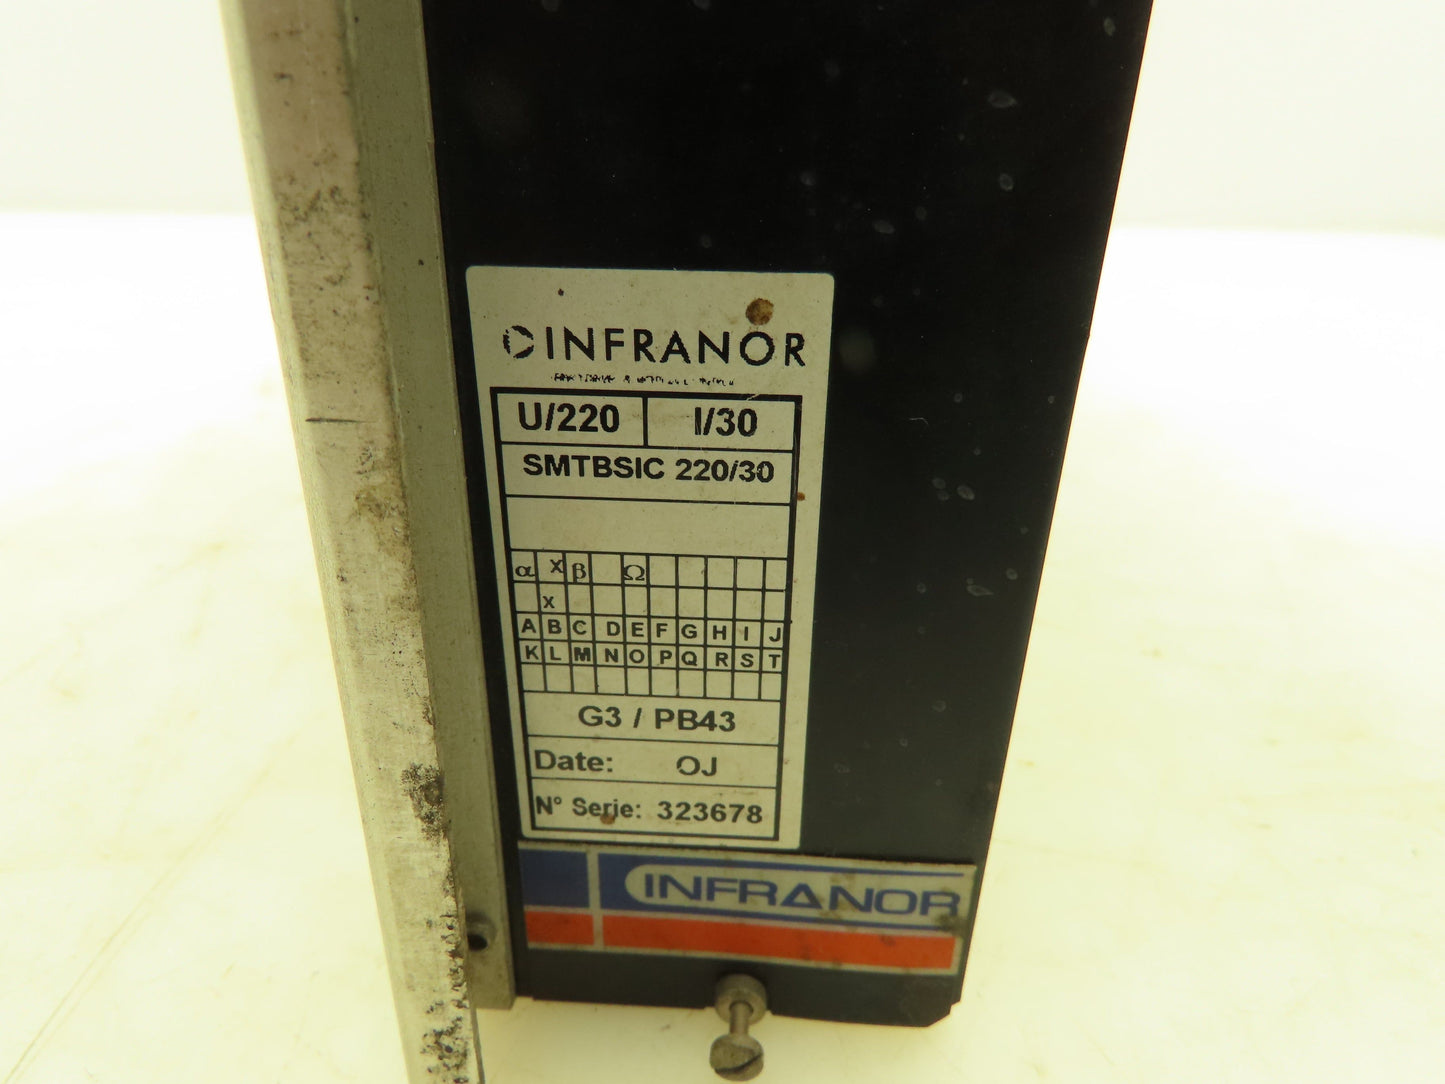 INFRANOR
U/220 I/30
SMTBSIC 220/30
α X β Ω
X
A B C D E F G H I J
K L M N O P Q R S T
G3 / PB43
Date: OJ
N° Serie: 323678
INFRANOR